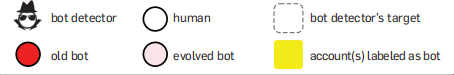 bot detector human bot detector's target
old bot evolved bot account(s) labeled as bot